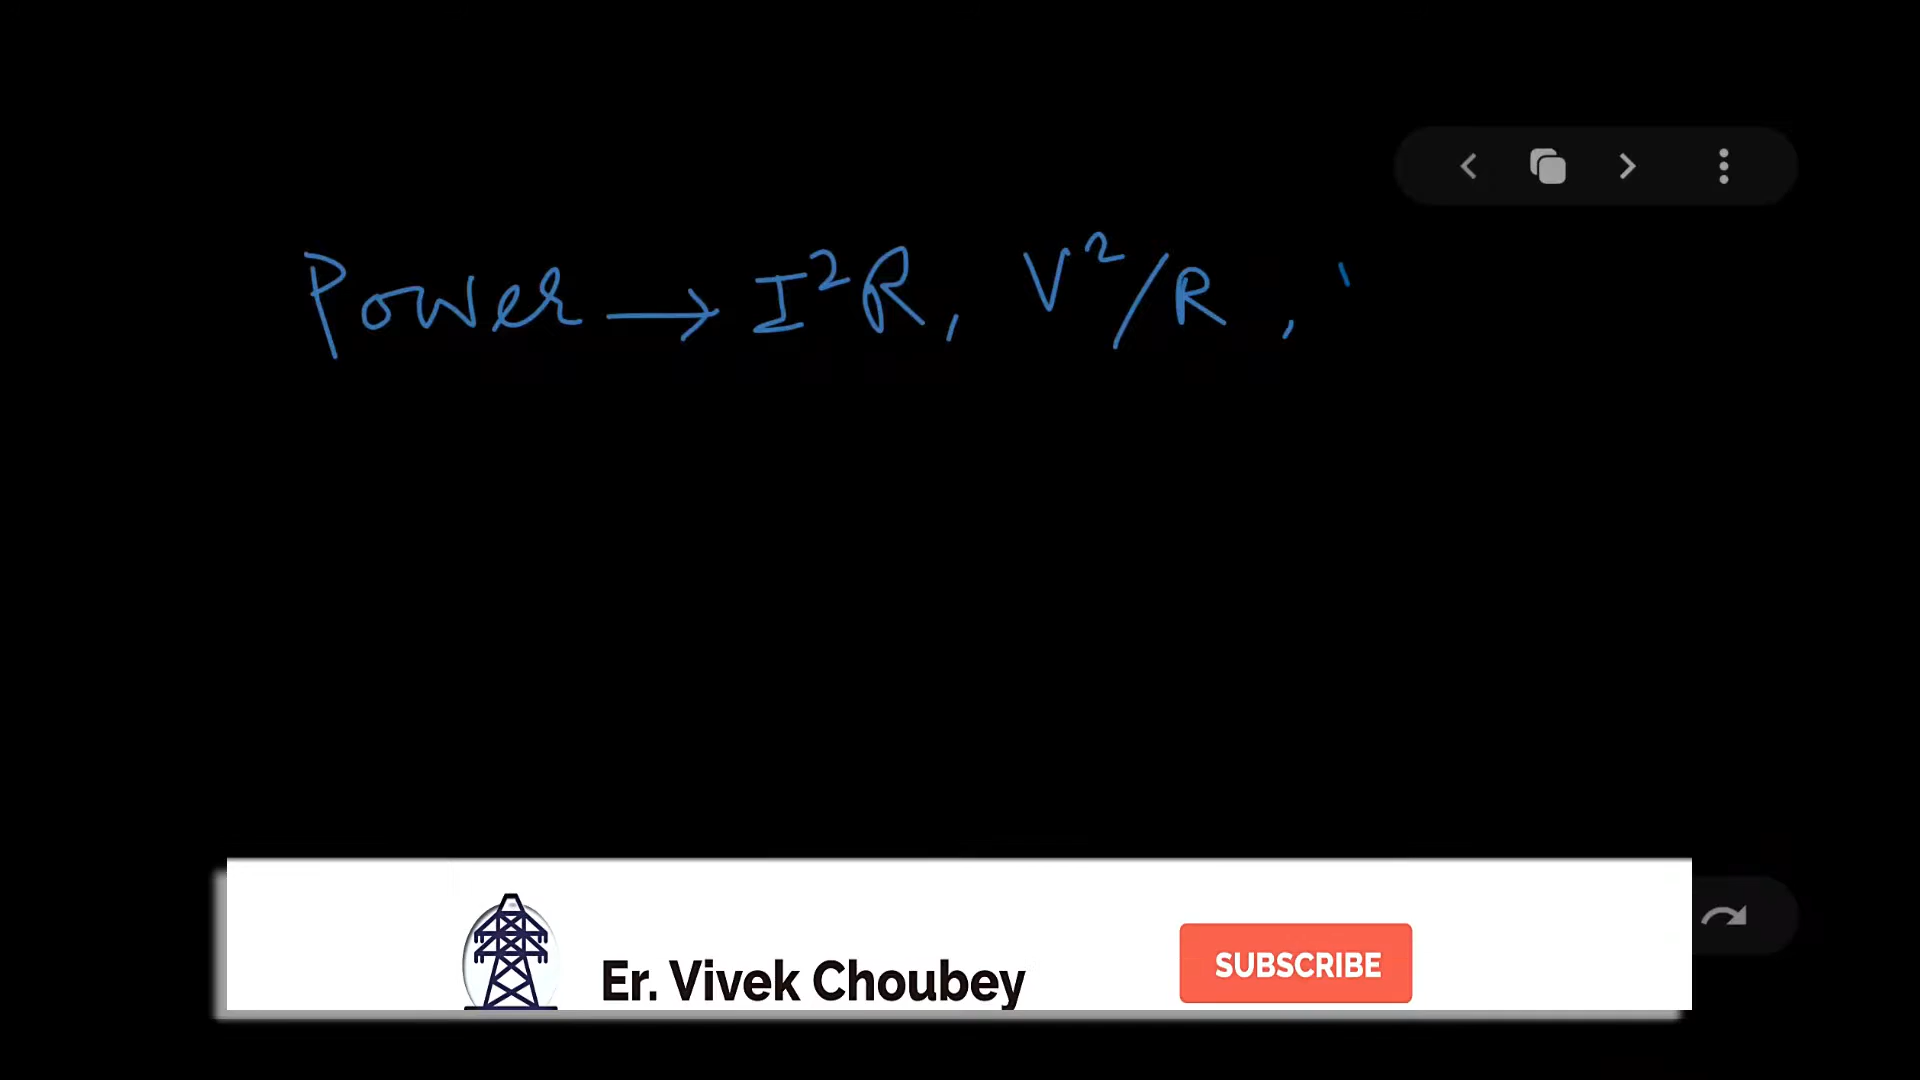 Power → I²R, V²/R,
Er. Vivek Choubey
SUBSCRIBE